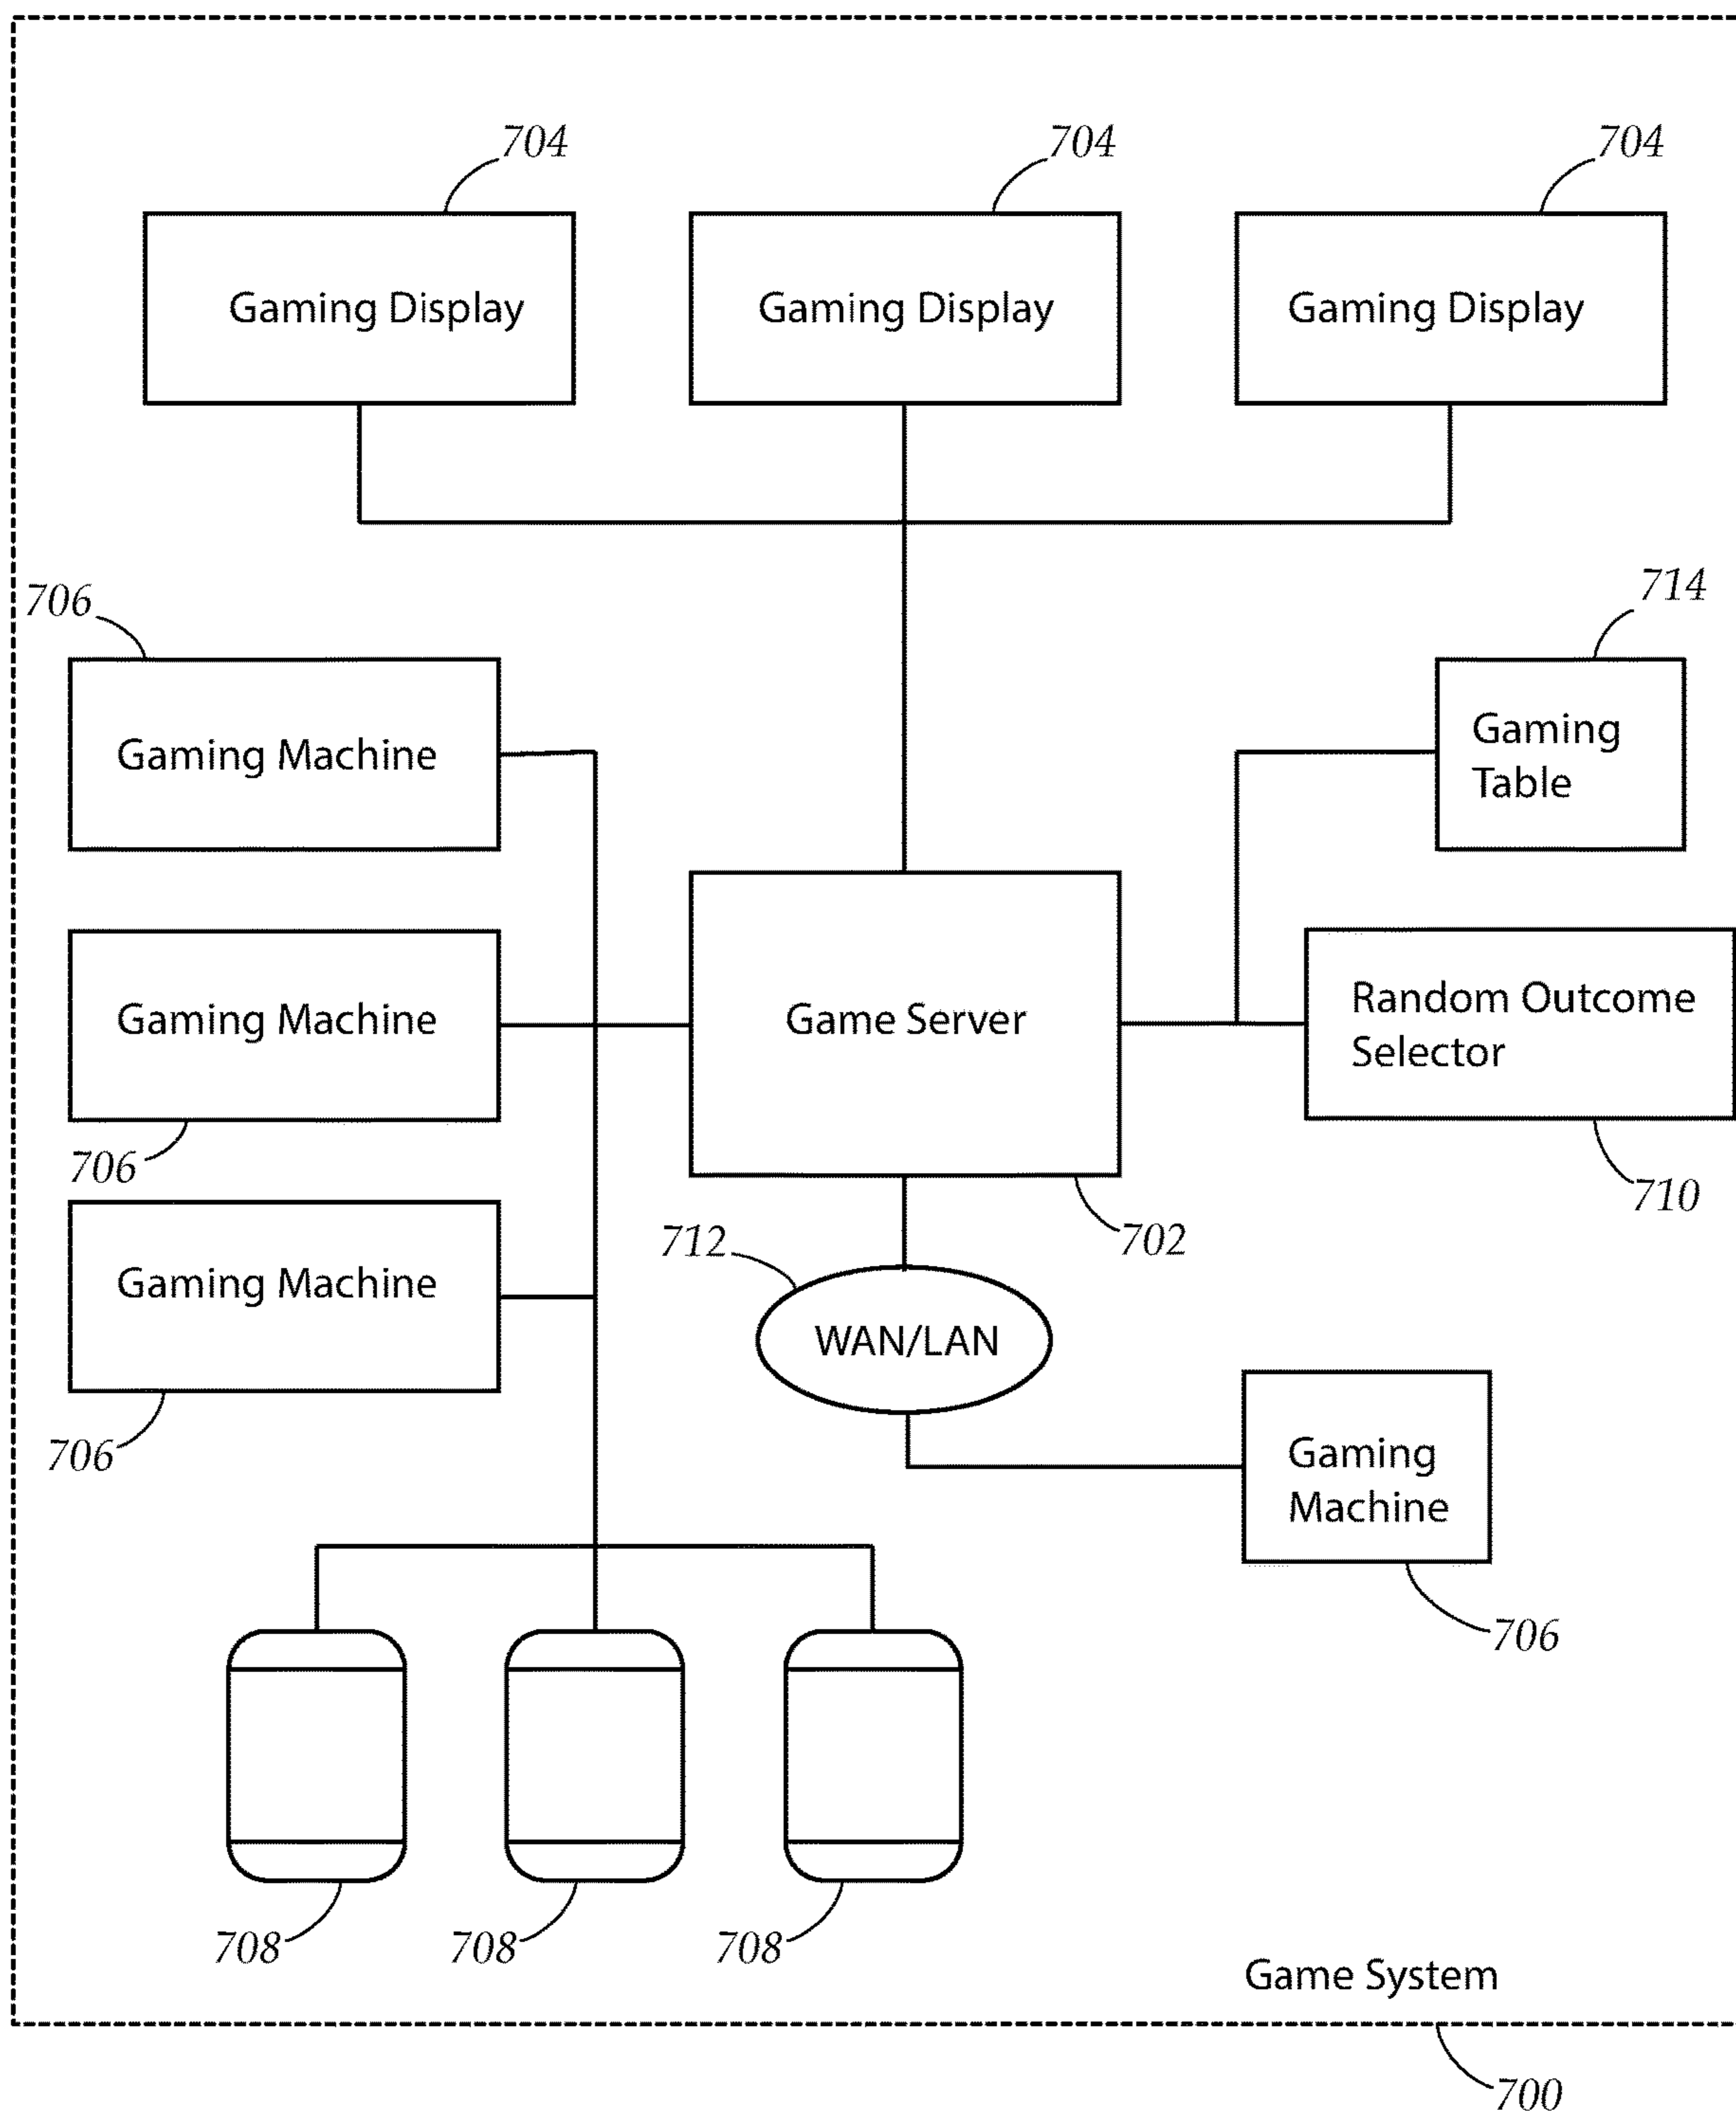 704
704
704
Gaming Display
Gaming Display
Gaming Display
706
714
Gaming Machine
Gaming
Table
Gaming Machine
Game Server
Random Outcome
Selector
706
710
702
712
Gaming Machine
WAN/LAN
706
Gaming
Machine
706
708
708
708
Game System
700